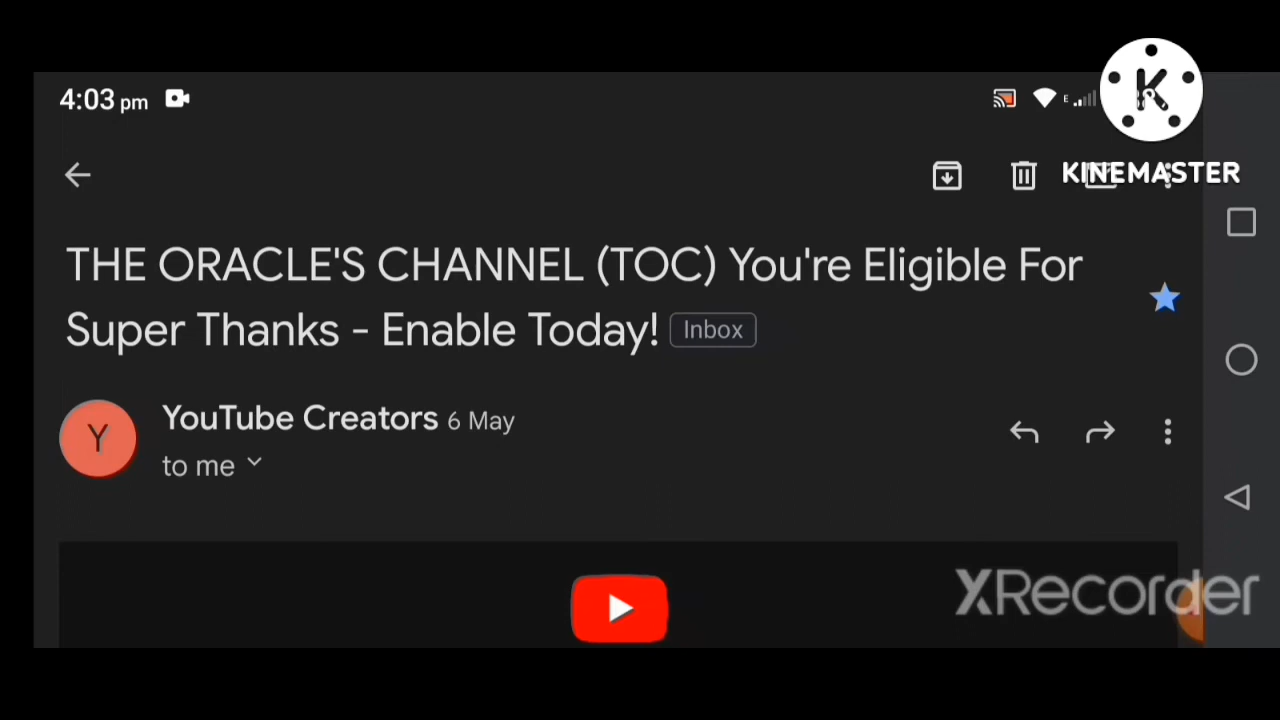 4:03 pm
E
KINEMASTER
THE ORACLE'S CHANNEL (TOC) You're Eligible For
Super Thanks - Enable Today! Inbox
Y
YouTube Creators 6 May
to me
XRecorder